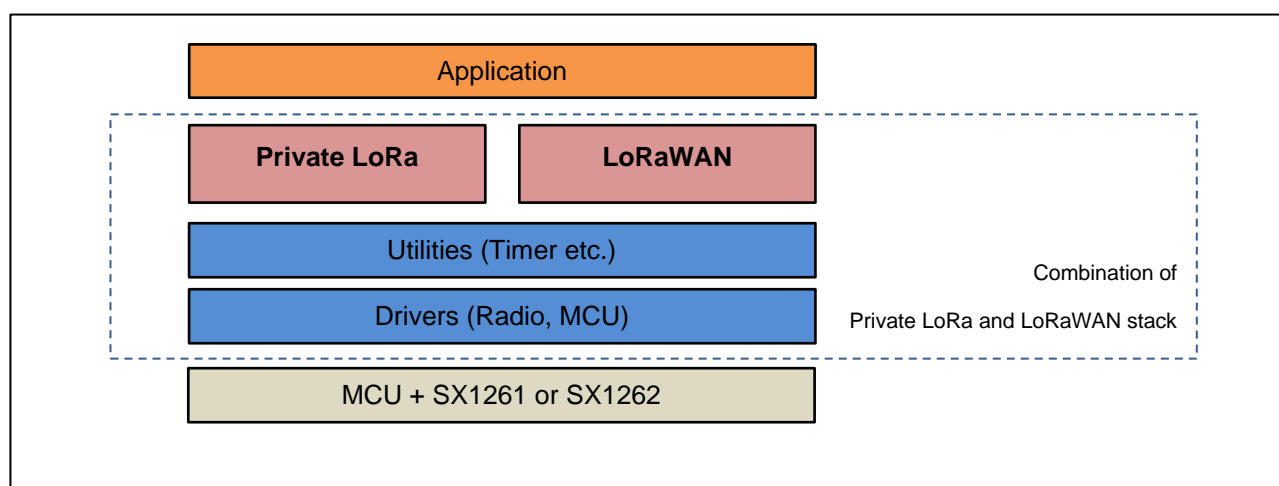 Application
Private LoRa
LoRaWAN
Utilities (Timer etc.)
Drivers (Radio, MCU)
Combination of
Private LoRa and LoRaWAN stack
MCU + SX1261 or SX1262